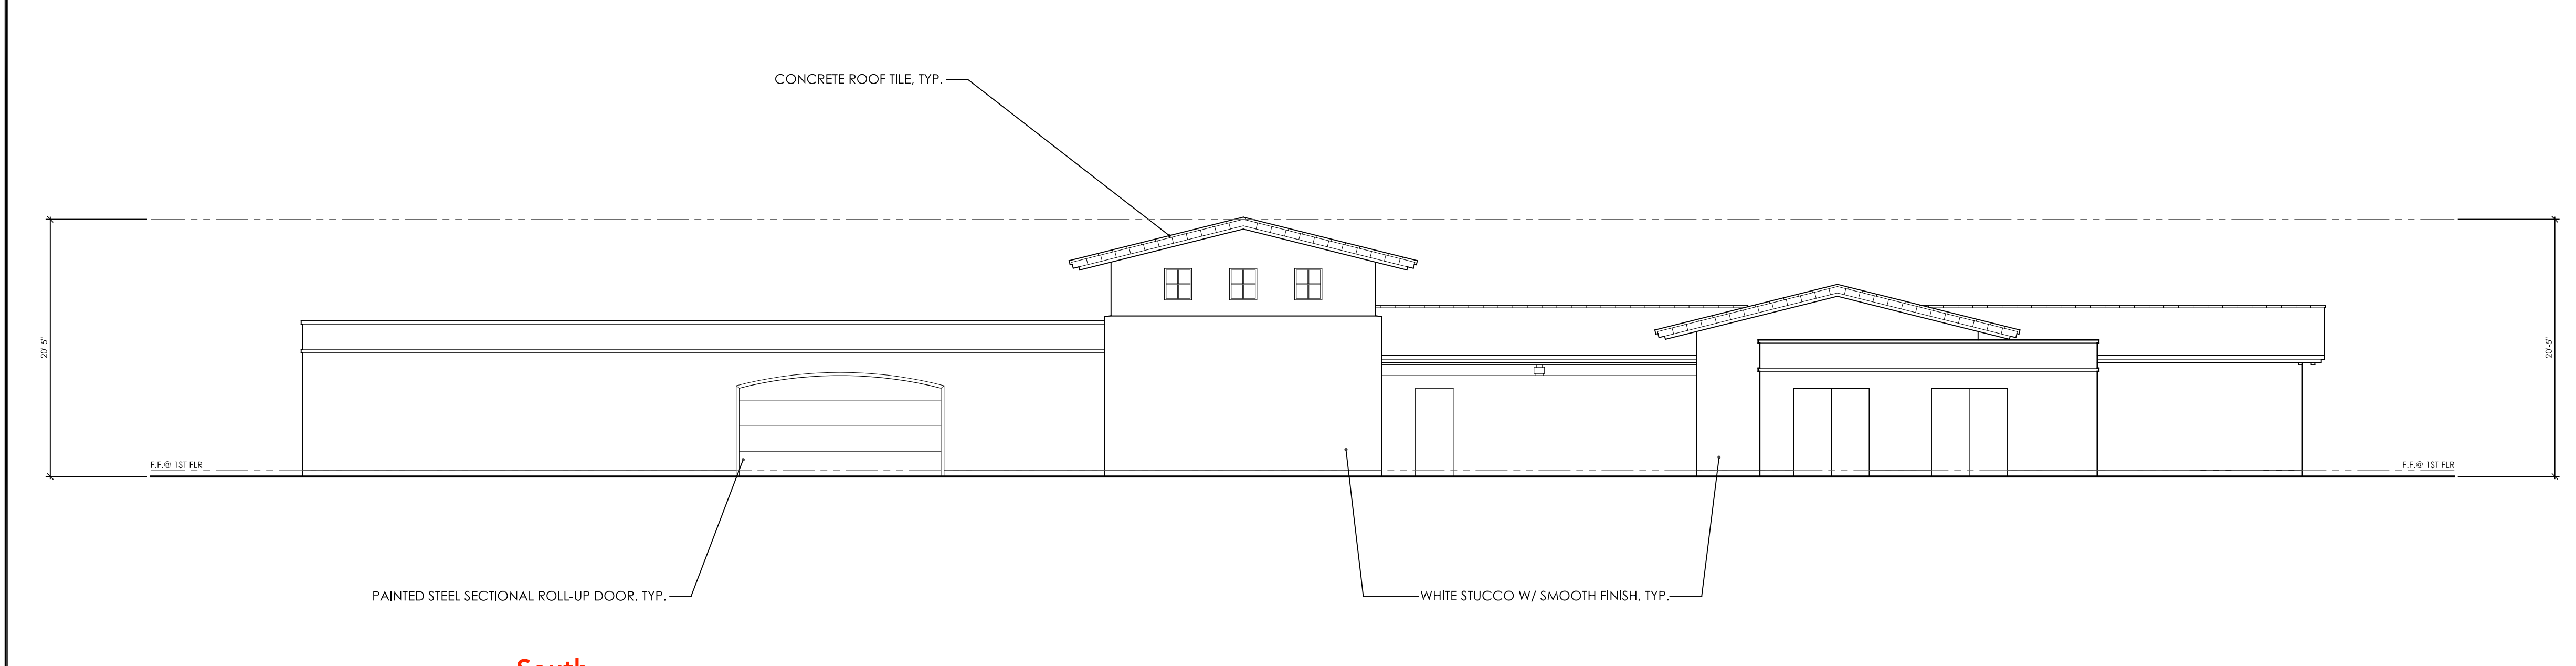 CONCRETE ROOF TILE, TYP.
20'-5"
20'-5"
F.F.@ 1ST FLR
F.F.@ 1ST FLR
PAINTED STEEL SECTIONAL ROLL-UP DOOR, TYP.
WHITE STUCCO W/ SMOOTH FINISH, TYP.
South